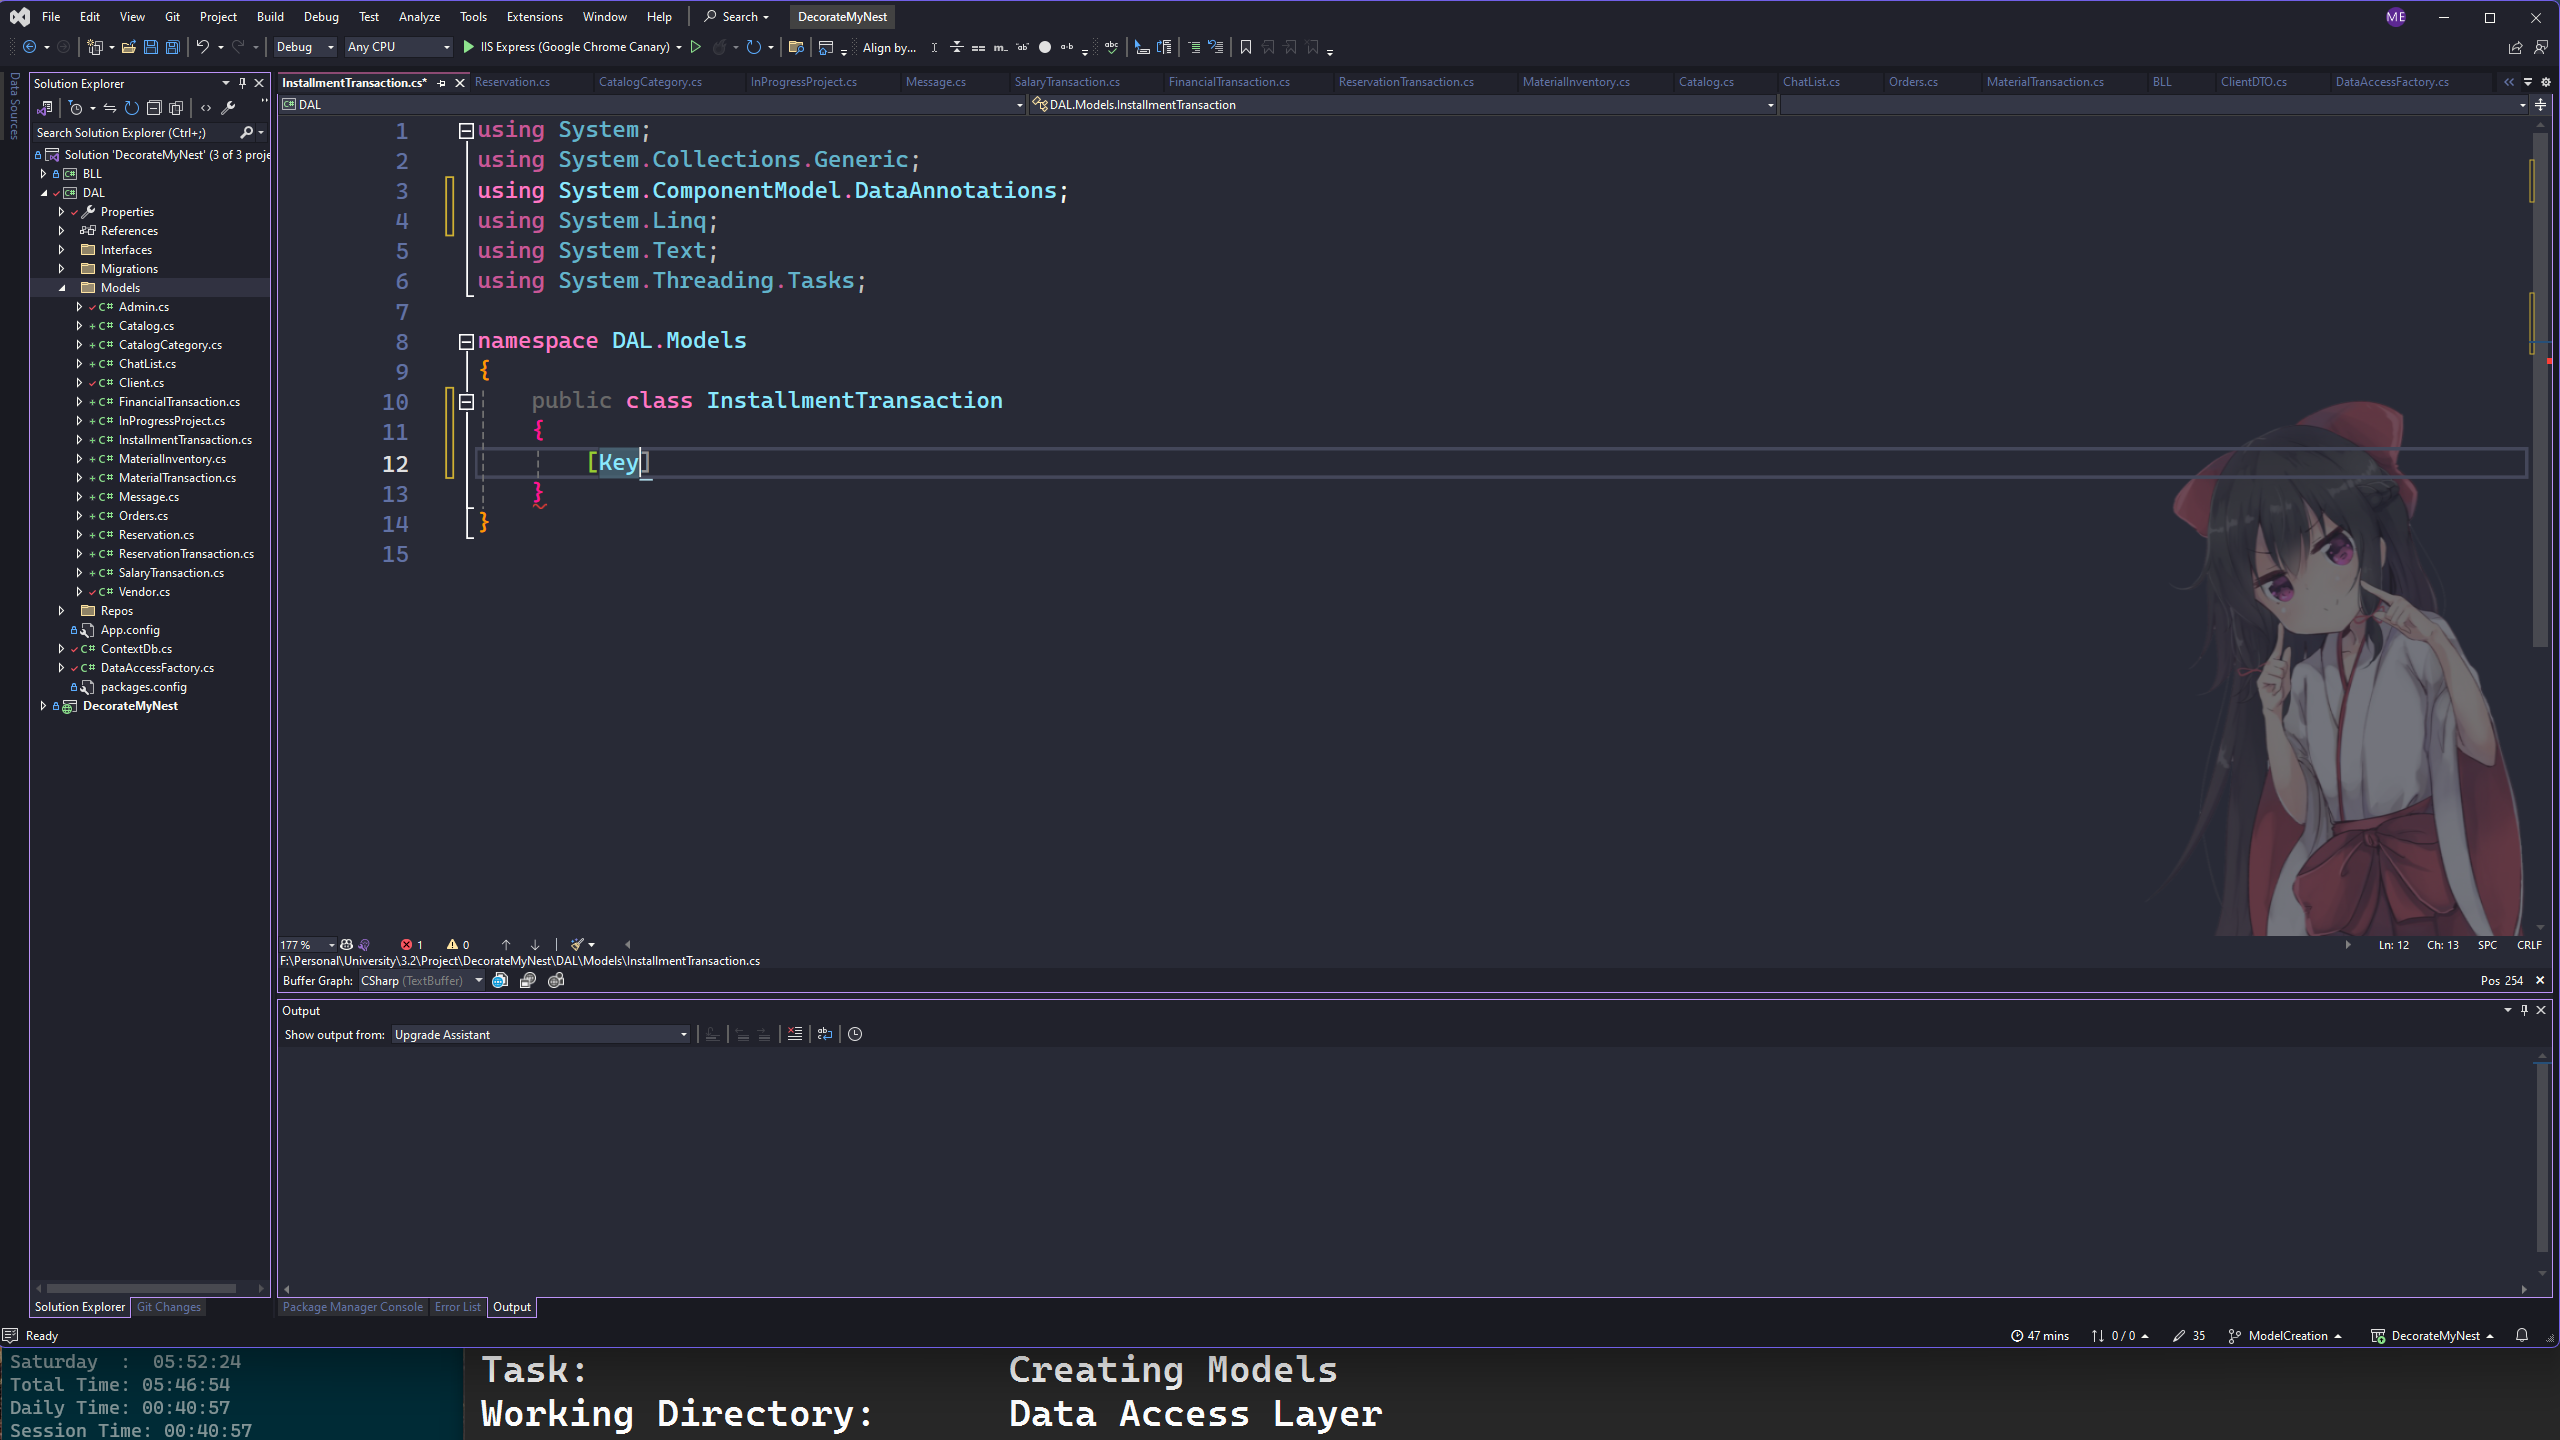 File Edit View Git Project Build Debug Test Analyze Tools Extensions Window Help Search DecorateMyNest ME
Debug Any CPU IIS Express (Google Chrome Canary) Align by...
Data Sources
Solution Explorer
Search Solution Explorer (Ctrl+;)
Solution 'DecorateMyNest' (3 of 3 proje
BLL
DAL
Properties
References
Interfaces
Migrations
Models
C# Admin.cs
C# Catalog.cs
C# CatalogCategory.cs
C# ChatList.cs
C# Client.cs
C# FinancialTransaction.cs
C# InProgressProject.cs
C# InstallmentTransaction.cs
C# MaterialInventory.cs
C# MaterialTransaction.cs
C# Message.cs
C# Orders.cs
C# Reservation.cs
C# ReservationTransaction.cs
C# SalaryTransaction.cs
C# Vendor.cs
Repos
App.config
C# ContextDb.cs
C# DataAccessFactory.cs
packages.config
DecorateMyNest
Solution Explorer Git Changes
InstallmentTransaction.cs* Reservation.cs CatalogCategory.cs InProgressProject.cs Message.cs SalaryTransaction.cs FinancialTransaction.cs ReservationTransaction.cs MaterialInventory.cs Catalog.cs ChatList.cs Orders.cs MaterialTransaction.cs BLL ClientDTO.cs DataAccessFactory.cs
DAL DAL.Models.InstallmentTransaction
1 using System;
2 using System.Collections.Generic;
3 using System.ComponentModel.DataAnnotations;
4 using System.Linq;
5 using System.Text;
6 using System.Threading.Tasks;
7
8 namespace DAL.Models
9 {
10 public class InstallmentTransaction
11 {
12 [Key]
13 }
14 }
15
177 % 1 0 Ln: 12 Ch: 13 SPC CRLF
F:\Personal\University\3.2\Project\DecorateMyNest\DAL\Models\InstallmentTransaction.cs
Buffer Graph: CSharp (TextBuffer) Pos 254
Output
Show output from: Upgrade Assistant
Package Manager Console Error List Output
Ready 47 mins 0 / 0 35 ModelCreation DecorateMyNest
Saturday : 05:52:24
Total Time: 05:46:54
Daily Time: 00:40:57
Session Time: 00:40:57
Task: Creating Models
Working Directory: Data Access Layer